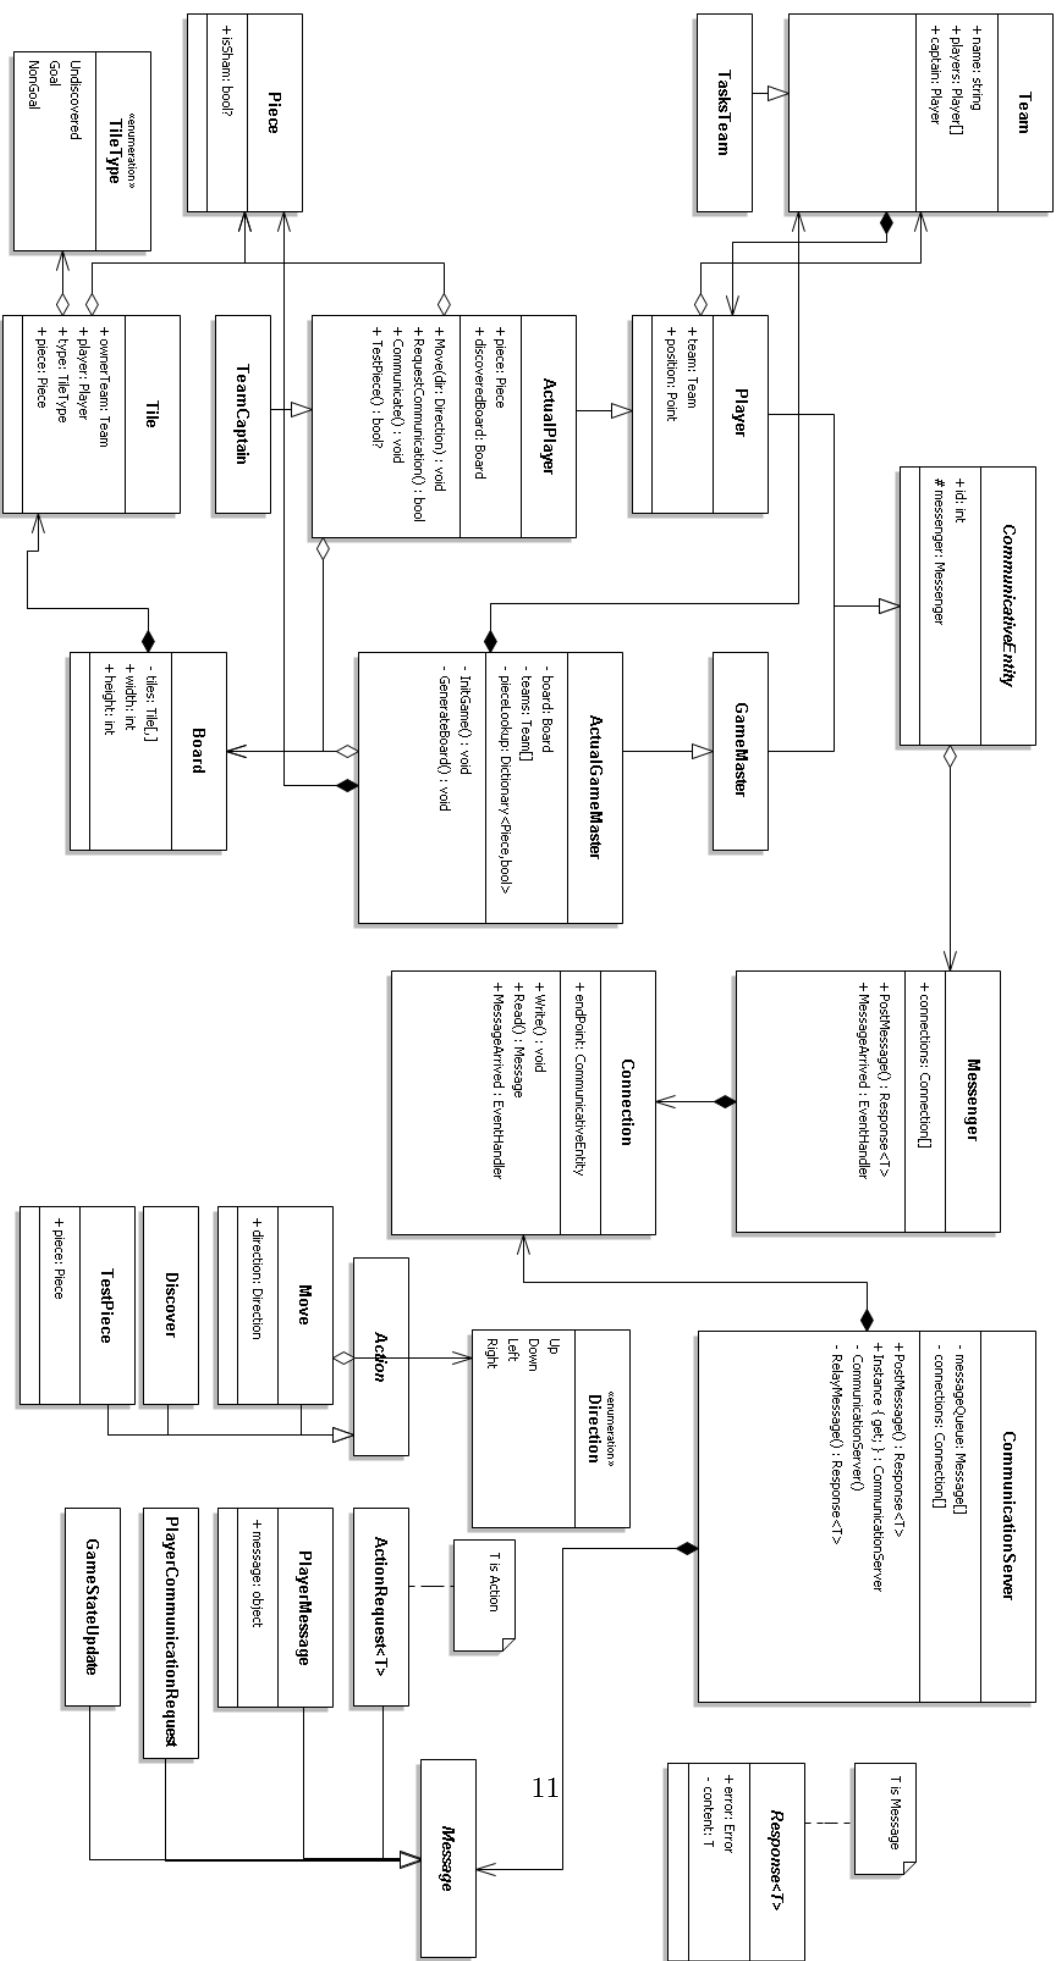 Team
+ name: string
+ players: Player[]
+ captain: Player
TasksTeam
Piece
+ isSham: bool?
«enumeration»
TileType
Undiscovered
Goal
NonGoal
CommunicativeEntity
+ id: int
# messenger: Messenger
Player
+ team: Team
+ position: Point
ActualPlayer
+ piece: Piece
+ discoveredBoard: Board
+ Move(dir: Direction) : void
+ RequestCommunication() : bool
+ Communicate() : void
+ TestPiece() : bool?
TeamCaptain
Tile
+ ownerTeam: Team
+ player: Player
+ type: TileType
+ piece: Piece
GameMaster
ActualGameMaster
- board: Board
- teams: Team[]
- pieceLookup: Dictionary<Piece,bool>
- InitGame() : void
- GenerateBoard() : void
Board
- tiles: Tile[,]
+ width: int
+ height: int
Messenger
+ connections: Connection[]
+ PostMessage() : Response<T>
+ MessageArrived : EventHandler
Connection
+ endPoint: CommunicativeEntity
+ Write() : void
+ Read() : Message
+ MessageArrived : EventHandler
CommunicationServer
- messageQueue: Message[]
- connections: Connection[]
+ PostMessage() : Response<T>
+ Instance { get; } : CommunicationServer
- CommunicationServer()
- RelayMessage() : Response<T>
«enumeration»
Direction
Up
Down
Left
Right
Action
Move
+ direction: Direction
Discover
TestPiece
+ piece: Piece
T is Action
ActionRequest<T>
PlayerMessage
+ message: object
PlayerCommunicationRequest
GameStateUpdate
T is Message
Response<T>
+ error: Error
- content: T
Message
11